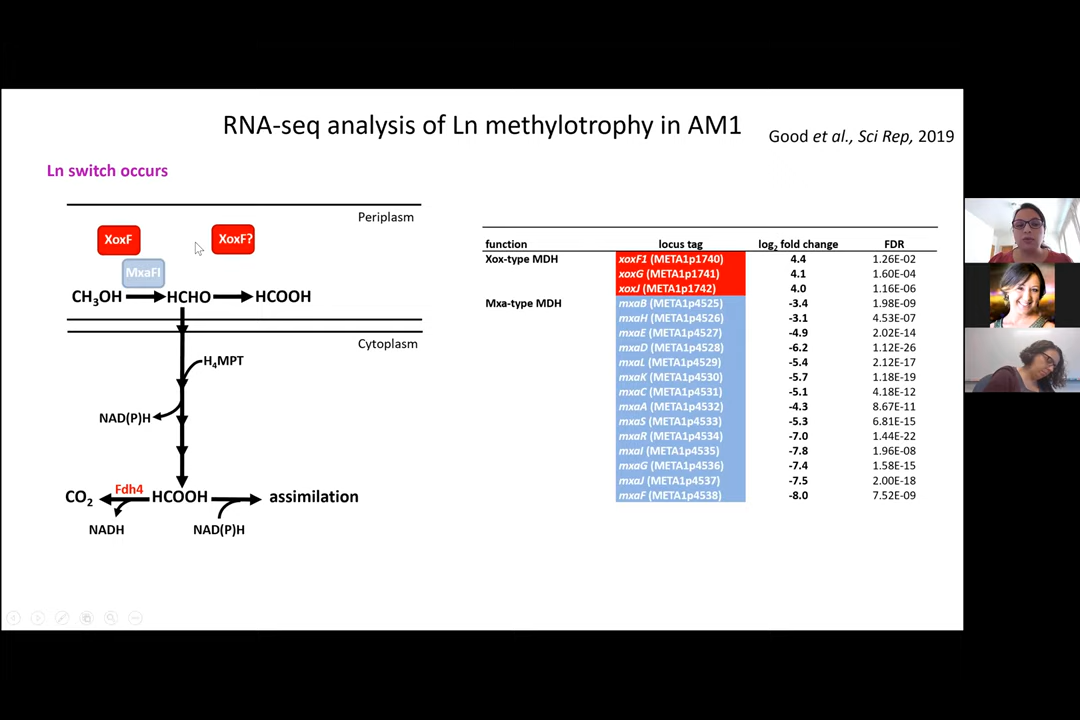 RNA-seq analysis of Ln methylotrophy in AM1
Good et al., Sci Rep, 2019
Ln switch occurs
Periplasm
XoxF
XoxF?
MxaFI
CH3OH
HCHO
HCOOH
Cytoplasm
H4MPT
NAD(P)H
Fdh4
CO2
HCOOH
assimilation
NADH
NAD(P)H
function locus tag log2 fold change FDR
Xox-type MDH xoxF1 (META1p1740) 4.4 1.26E-02
xoxG (META1p1741) 4.1 1.60E-04
xoxJ (META1p1742) 4.0 1.16E-06
Mxa-type MDH mxaB (META1p4525) -3.4 1.98E-09
mxaH (META1p4526) -3.1 4.53E-07
mxaE (META1p4527) -4.9 2.02E-14
mxaD (META1p4528) -6.2 1.12E-26
mxaL (META1p4529) -5.4 2.12E-17
mxaK (META1p4530) -5.7 1.18E-19
mxaC (META1p4531) -5.1 4.18E-12
mxaA (META1p4532) -4.3 8.67E-11
mxaS (META1p4533) -5.3 6.81E-15
mxaR (META1p4534) -7.0 1.44E-22
mxaI (META1p4535) -7.8 1.96E-08
mxaG (META1p4536) -7.4 1.58E-15
mxaJ (META1p4537) -7.5 2.00E-18
mxaF (META1p4538) -8.0 7.52E-09